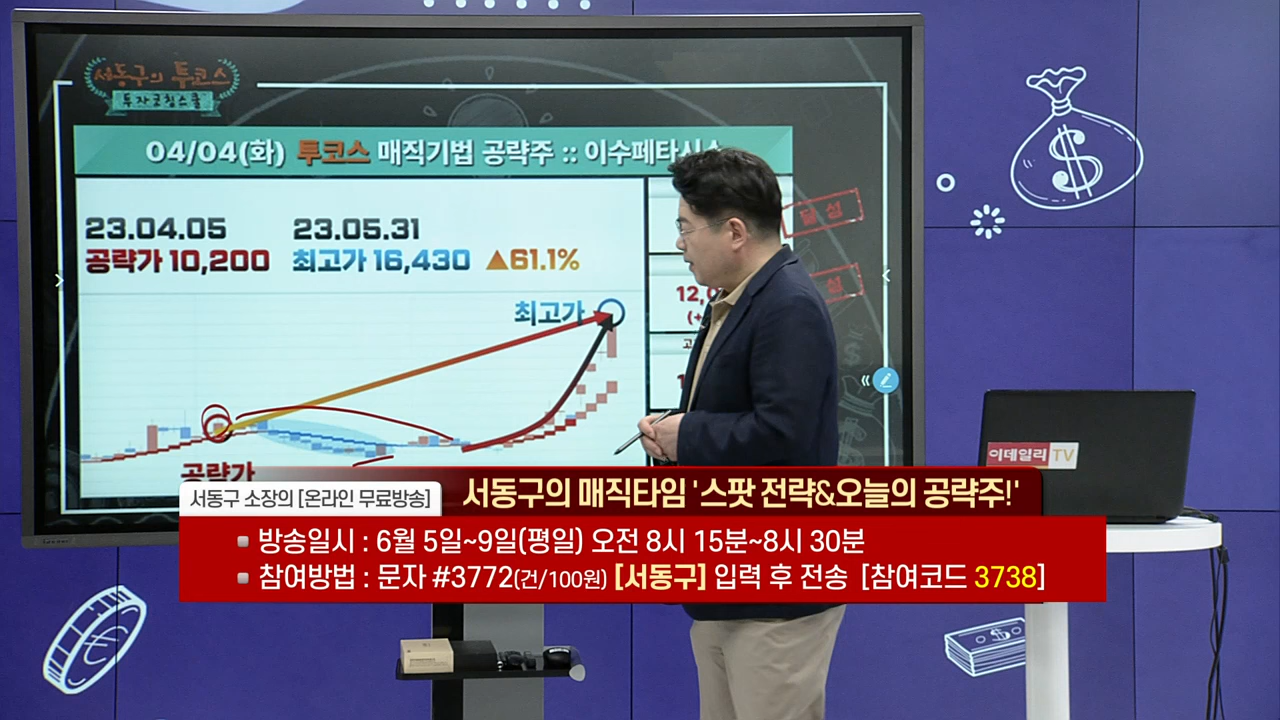 서동구의 투코스
투자코칭스쿨
04/04(화) 투코스 매직기법 공략주 :: 이수페타시스
23.04.05
공략가 10,200
23.05.31
최고가 16,430 ▲61.1%
달성
최고가
공략가
이데일리TV
서동구 소장의 [온라인 무료방송]
서동구의 매직타임 '스팟 전략&오늘의 공략주!'
방송일시 : 6월 5일~9일(평일) 오전 8시 15분~8시 30분
참여방법 : 문자 #3772(건/100원) [서동구] 입력 후 전송 [참여코드 3738]